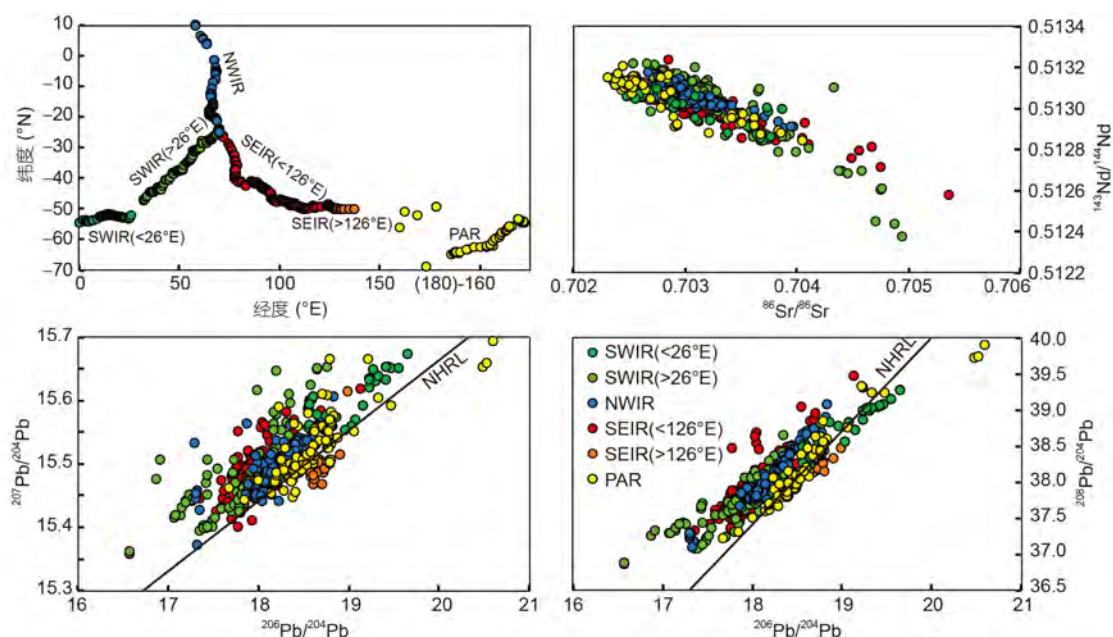 10
0
−10
−20
−30
−40
−50
−60
−70
纬度 (°N)
NWIR
SWIR(>26°E)
SEIR(<126°E)
SWIR(<26°E)
SEIR(>126°E)
PAR
0
50
100
150
(180)-160
经度 (°E)
0.5134
0.5132
0.5130
0.5128
0.5126
0.5124
0.5122
¹⁴³Nd/¹⁴⁴Nd
0.702
0.703
0.704
0.705
0.706
⁸⁶Sr/⁸⁶Sr
15.7
15.6
15.5
15.4
15.3
²⁰⁷Pb/²⁰⁴Pb
NHRL
16
17
18
19
20
21
²⁰⁶Pb/²⁰⁴Pb
SWIR(<26°E)
SWIR(>26°E)
NWIR
SEIR(<126°E)
SEIR(>126°E)
PAR
NHRL
40.0
39.5
39.0
38.5
38.0
37.5
37.0
36.5
²⁰⁸Pb/²⁰⁴Pb
16
17
18
19
20
21
²⁰⁶Pb/²⁰⁴Pb